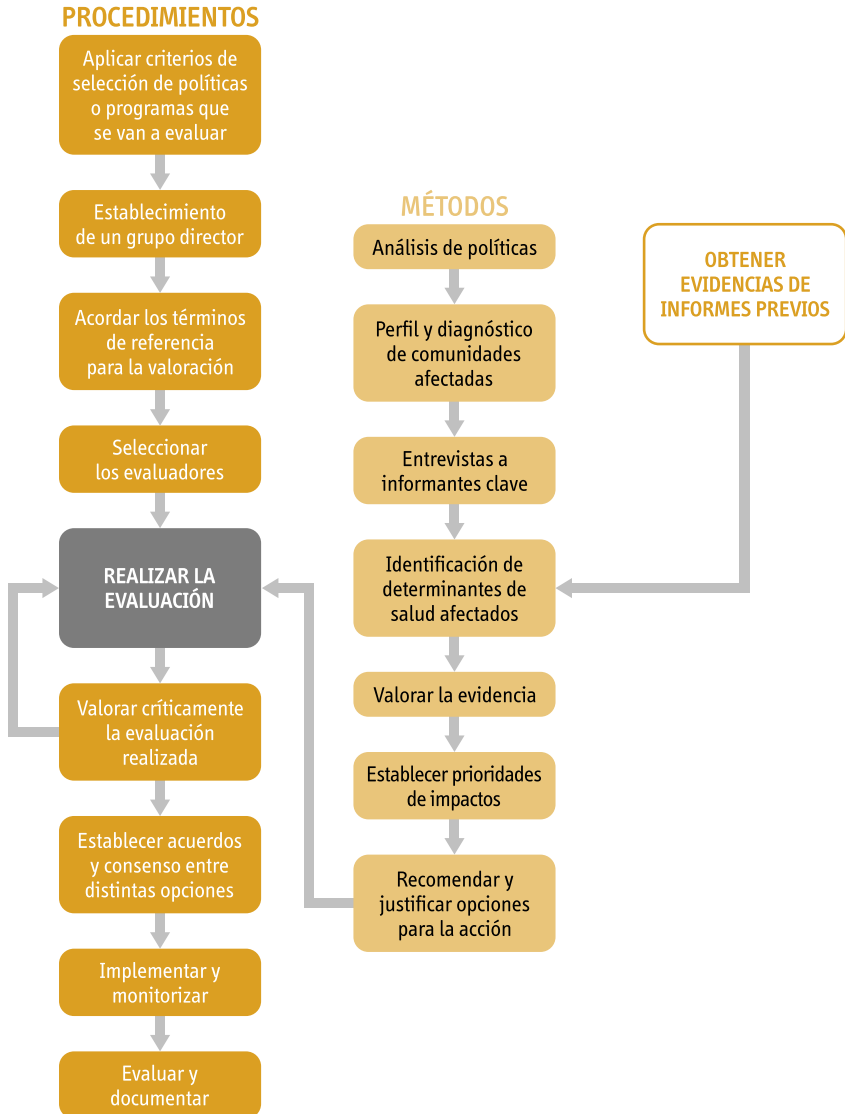 PROCEDIMIENTOS
Aplicar criterios de
selección de políticas
o programas que
se van a evaluar
Establecimiento
de un grupo director
Acordar los términos
de referencia
para la valoración
Seleccionar
los evaluadores
REALIZAR LA
EVALUACIÓN
Valorar críticamente
la evaluación
realizada
Establecer acuerdos
y consenso entre
distintas opciones
Implementar y
monitorizar
Evaluar y
documentar
MÉTODOS
Análisis de políticas
Perfil y diagnóstico
de comunidades
afectadas
Entrevistas a
informantes clave
Identificación de
determinantes de
salud afectados
Valorar la evidencia
Establecer prioridades
de impactos
Recomendar y
justificar opciones
para la acción
OBTENER
EVIDENCIAS DE
INFORMES PREVIOS